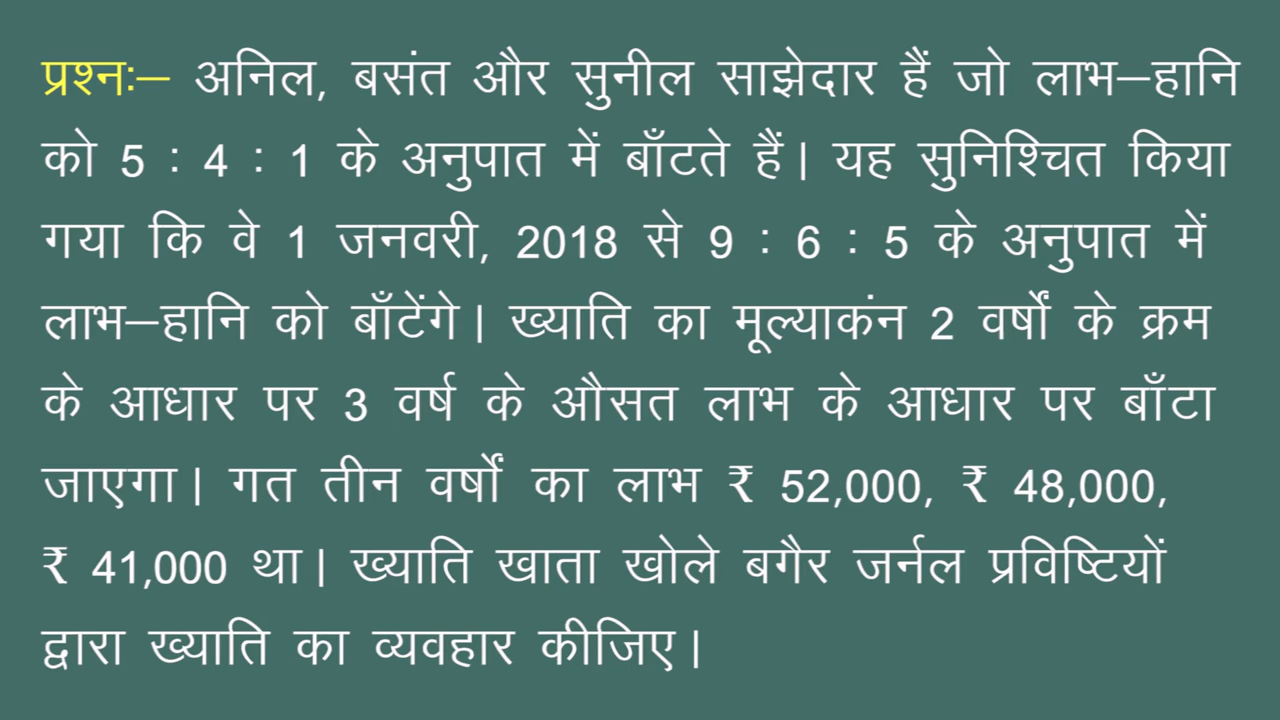 प्रश्नः– अनिल, बसंत और सुनील साझेदार हैं जो लाभ–हानि
को 5 : 4 : 1 के अनुपात में बाँटते हैं। यह सुनिश्चित किया
गया कि वे 1 जनवरी, 2018 से 9 : 6 : 5 के अनुपात में
लाभ–हानि को बाँटेंगे। ख्याति का मूल्याकंन 2 वर्षों के क्रम
के आधार पर 3 वर्ष के औसत लाभ के आधार पर बाँटा
जाएगा। गत तीन वर्षों का लाभ ₹ 52,000, ₹ 48,000,
₹ 41,000 था। ख्याति खाता खोले बगैर जर्नल प्रविष्टियों
द्वारा ख्याति का व्यवहार कीजिए।